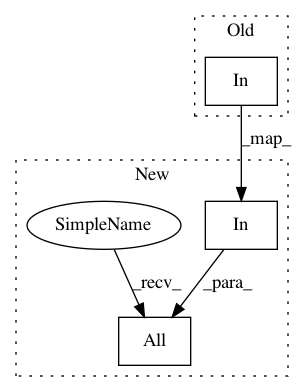 Old
In
_map_
New
SimpleName
In
_recv_
_para_
All